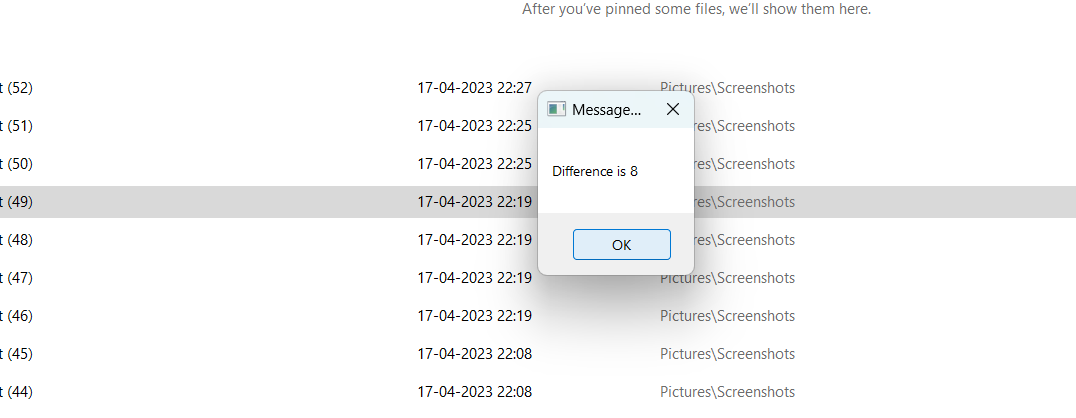 After you've pinned some files, we'll show them here.
t (52) 17-04-2023 22:27 Pictures\Screenshots
Message...
t (51) 17-04-2023 22:25 res\Screenshots
t (50) 17-04-2023 22:25 res\Screenshots
Difference is 8
t (49) 17-04-2023 22:19 res\Screenshots
t (48) 17-04-2023 22:19 res\Screenshots
OK
t (47) 17-04-2023 22:19 Pictures\Screenshots
t (46) 17-04-2023 22:19 Pictures\Screenshots
t (45) 17-04-2023 22:08 Pictures\Screenshots
t (44) 17-04-2023 22:08 Pictures\Screenshots